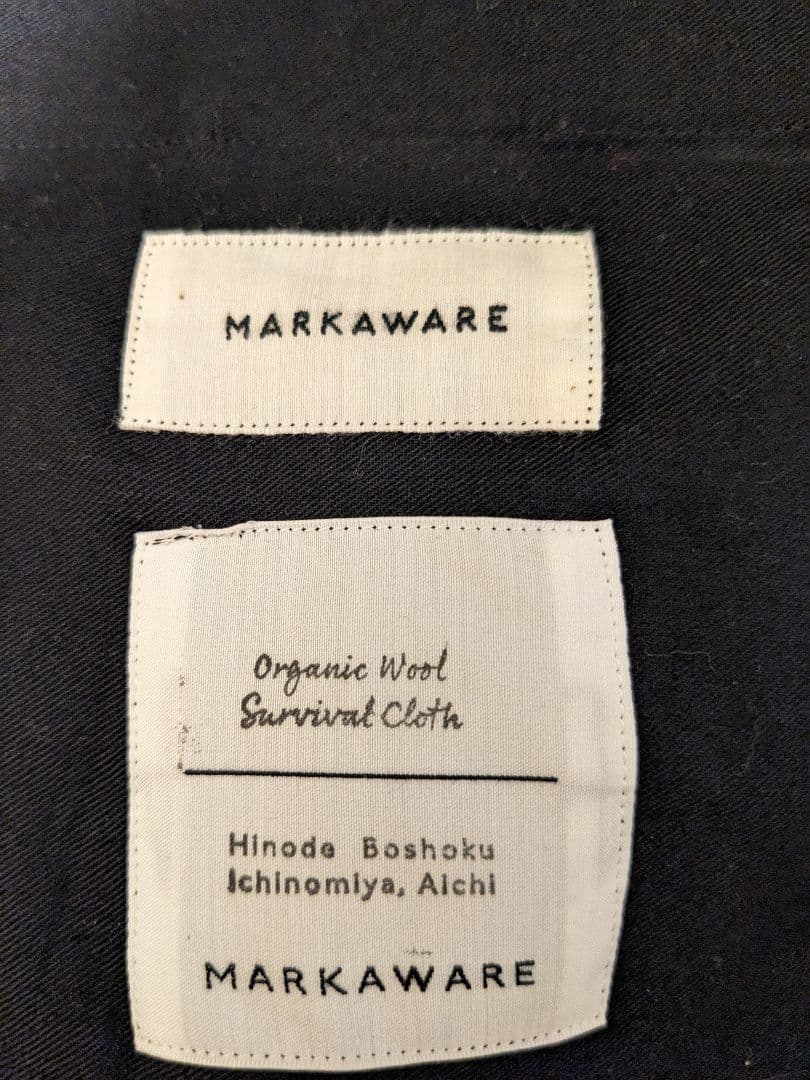 MARKAWARE
Organic Wool
Survival Cloth
Hinode Boshoku
Ichinomiya, Aichi
MARKAWARE